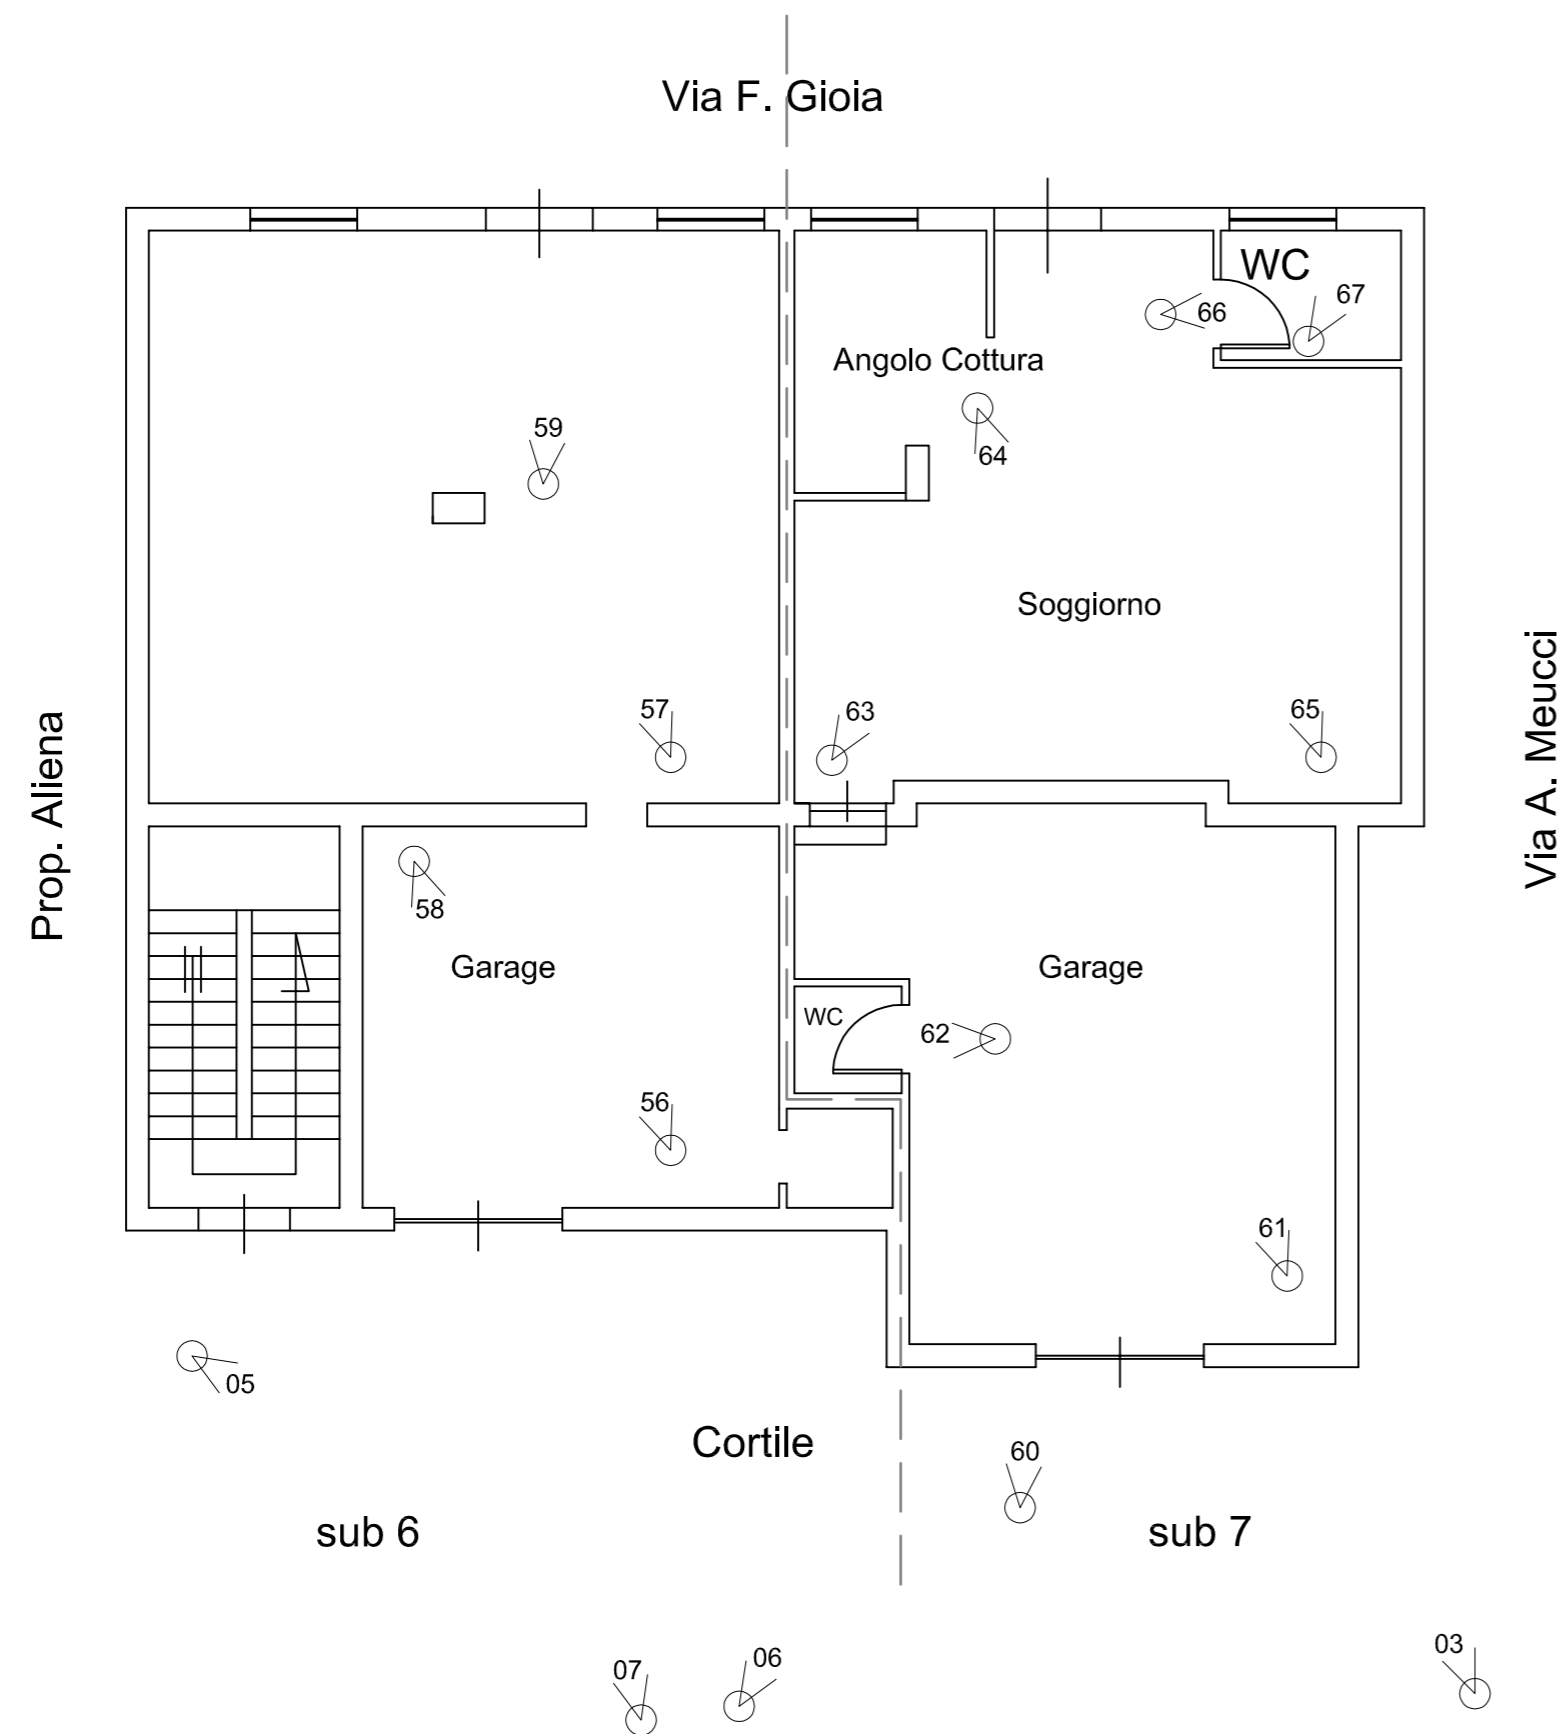 Via F. Gioia
WC
67
66
Angolo Cottura
59
64
Soggiorno
Prop. Aliena
Via A. Meucci
57
63
65
58
Garage
Garage
WC
62
56
61
05
Cortile
60
sub 6
sub 7
03
06
07